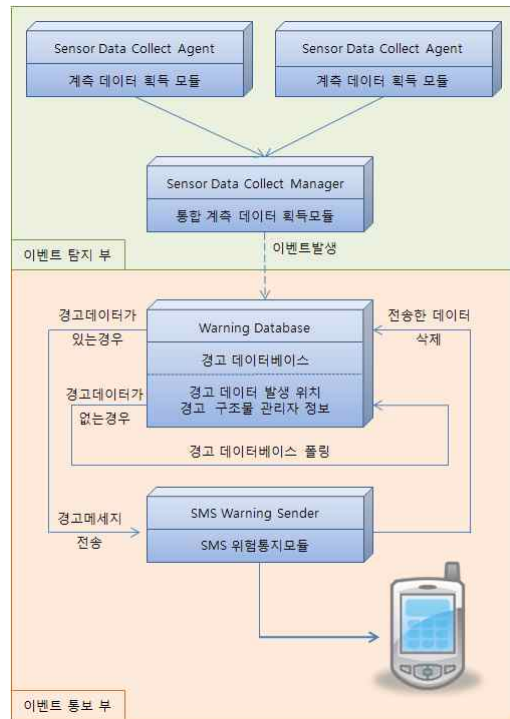 Sensor Data Collect Agent
계측 데이터 획득 모듈
Sensor Data Collect Agent
계측 데이터 획득 모듈
Sensor Data Collect Manager
통합 계측 데이터 획득모듈
이벤트 탐지 부
이벤트발생
경고데이터가
있는경우
Warning Database
경고 데이터베이스
경고 데이터 발생 위치
경고 구조물 관리자 정보
전송한 데이터
삭제
경고데이터가
없는경우
경고 데이터베이스 폴링
경고메세지
전송
SMS Warning Sender
SMS 위험통지모듈
이벤트 통보 부